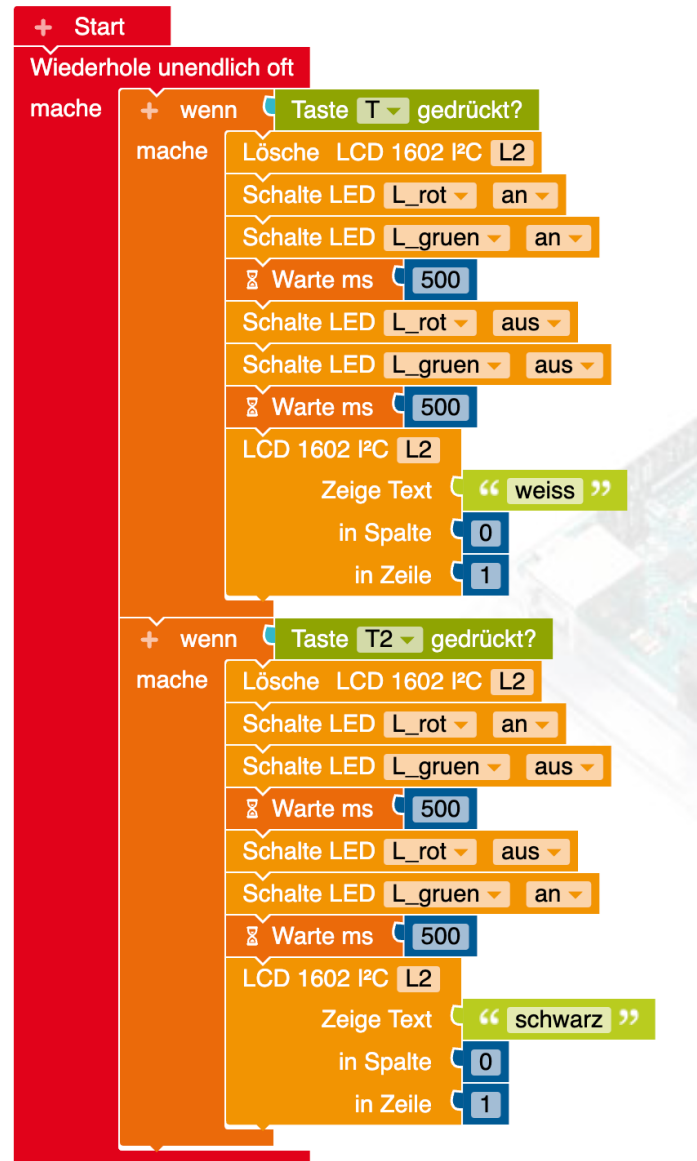 + Start
Wiederhole unendlich oft
mache + wenn Taste T gedrückt?
mache Lösche LCD 1602 I²C L2
Schalte LED L_rot an
Schalte LED L_gruen an
Warte ms 500
Schalte LED L_rot aus
Schalte LED L_gruen aus
Warte ms 500
LCD 1602 I²C L2
Zeige Text “ weiss ”
in Spalte 0
in Zeile 1
+ wenn Taste T2 gedrückt?
mache Lösche LCD 1602 I²C L2
Schalte LED L_rot an
Schalte LED L_gruen aus
Warte ms 500
Schalte LED L_rot aus
Schalte LED L_gruen an
Warte ms 500
LCD 1602 I²C L2
Zeige Text “ schwarz ”
in Spalte 0
in Zeile 1